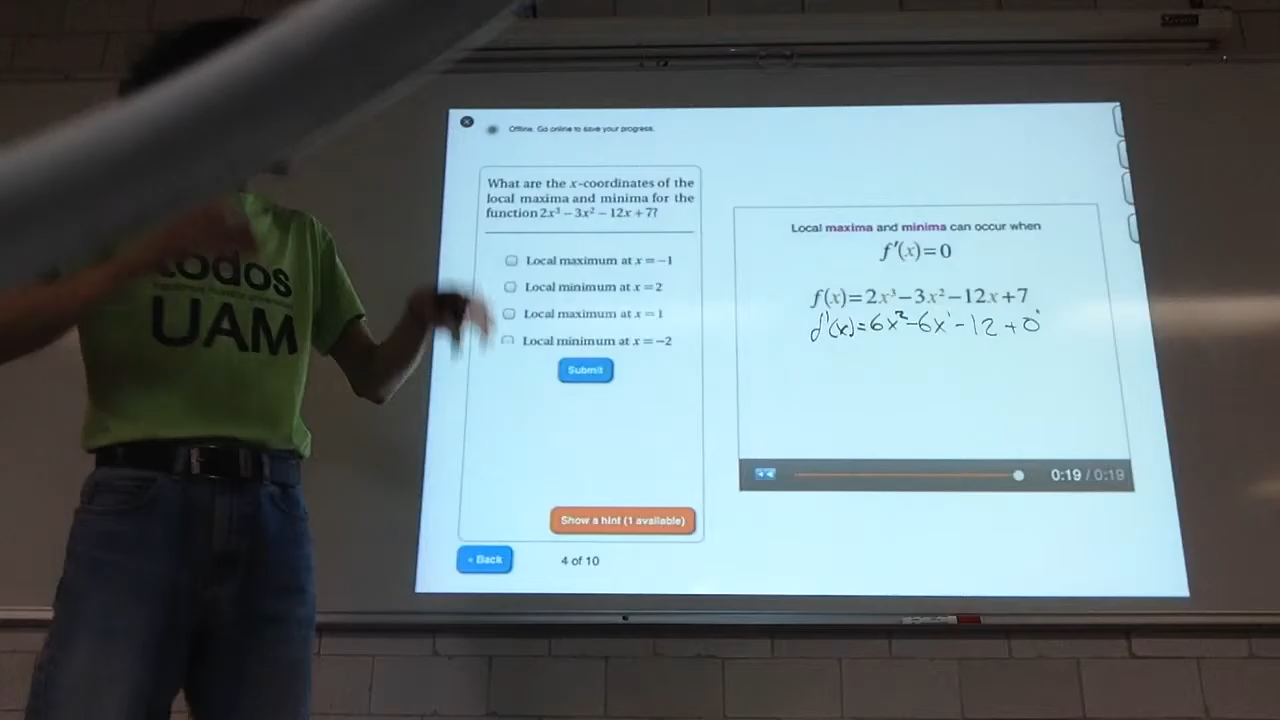 todos
UAM
Offline. Go online to save your progress.
What are the x-coordinates of the
local maxima and minima for the
function 2x³ − 3x² − 12x + 7?
Local maximum at x = −1
Local minimum at x = 2
Local maximum at x = 1
Local minimum at x = −2
Submit
Show a hint (1 available)
« Back
4 of 10
Local maxima and minima can occur when
f′(x)=0
f(x)=2x³−3x²−12x+7
f'(x)=6x²-6x¹-12+0
0:19 / 0:19